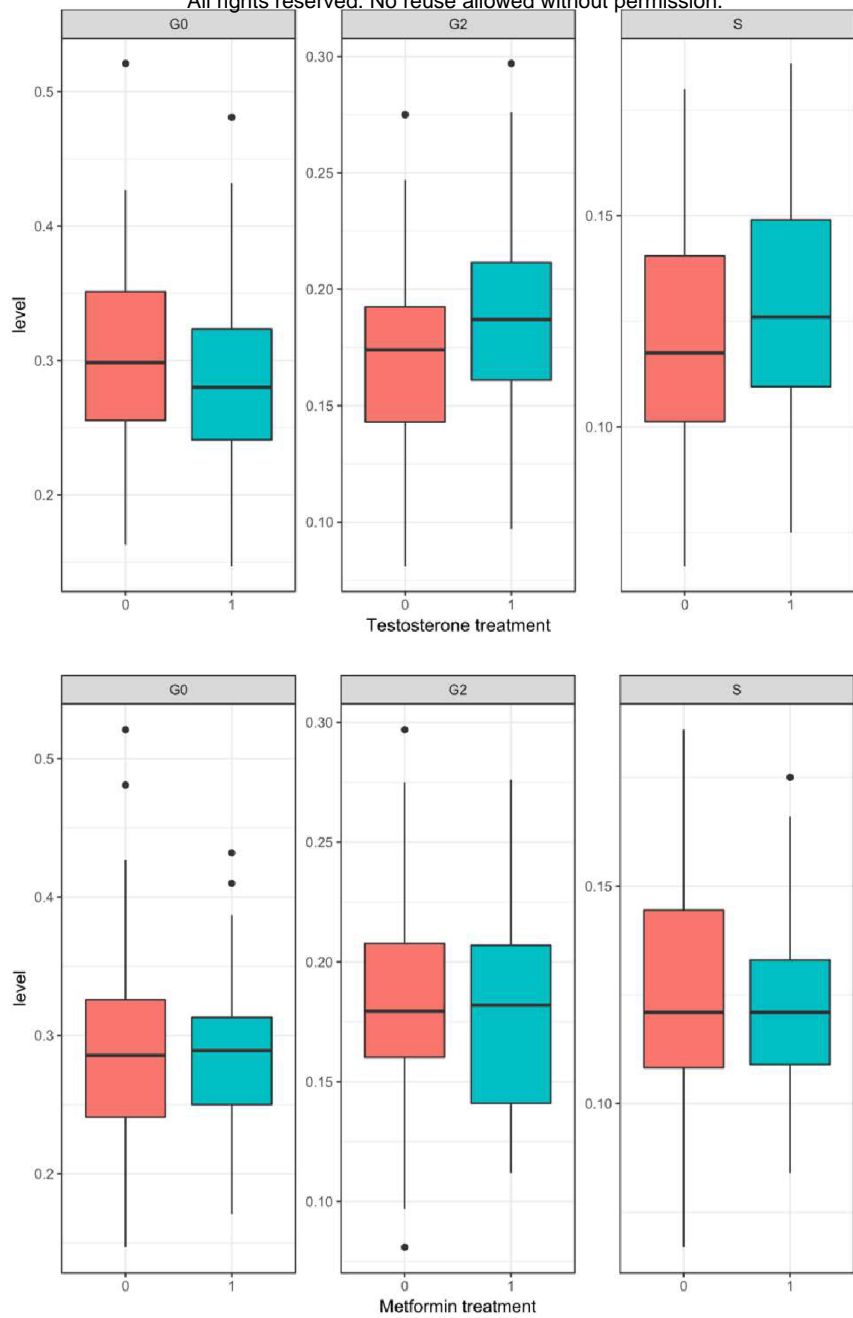 All rights reserved. No reuse allowed without permission.
G0 G2 S
0.5
0.4
0.3
0.2
level
0.30
0.25
0.20
0.15
0.10
0.15
0.10
0 1 0 1 0 1
Testosterone treatment
G0 G2 S
0.5
0.4
0.3
0.2
level
0.30
0.25
0.20
0.15
0.10
0.15
0.10
0 1 0 1 0 1
Metformin treatment